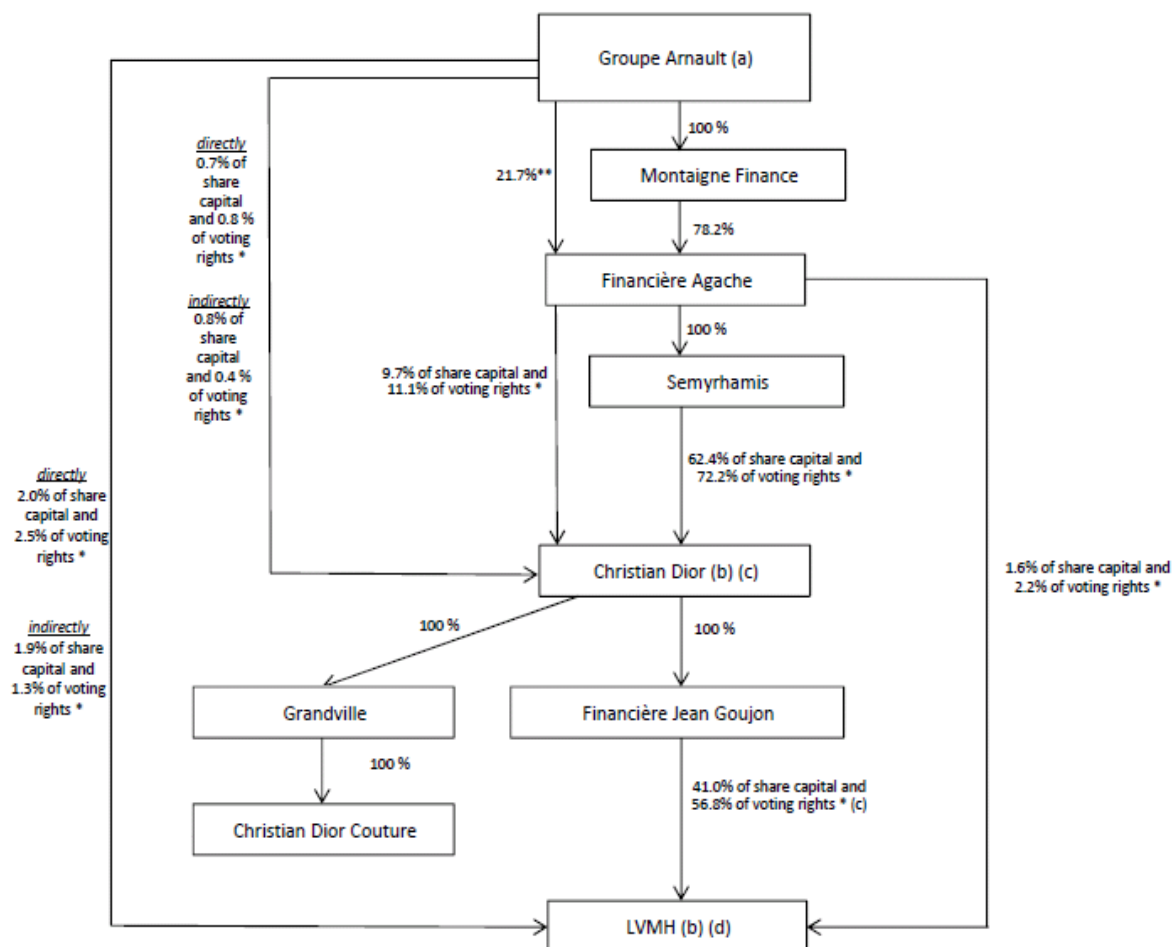 Groupe Arnault (a)
100 %
directly
0.7% of
share
capital
and 0.8 %
of voting
rights *
21.7%**
Montaigne Finance
78.2%
Financière Agache
indirectly
0.8% of
share
capital
and 0.4 %
of voting
rights *
100 %
9.7% of share capital and
11.1% of voting rights *
Semyrhamis
62.4% of share capital and
72.2% of voting rights *
directly
2.0% of share
capital and
2.5% of voting
rights *
Christian Dior (b) (c)
1.6% of share capital and
2.2% of voting rights *
indirectly
1.9% of share
capital and
1.3% of voting
rights *
100 %
100 %
Grandville
Financière Jean Goujon
100 %
41.0% of share capital and
56.8% of voting rights * (c)
Christian Dior Couture
LVMH (b) (d)